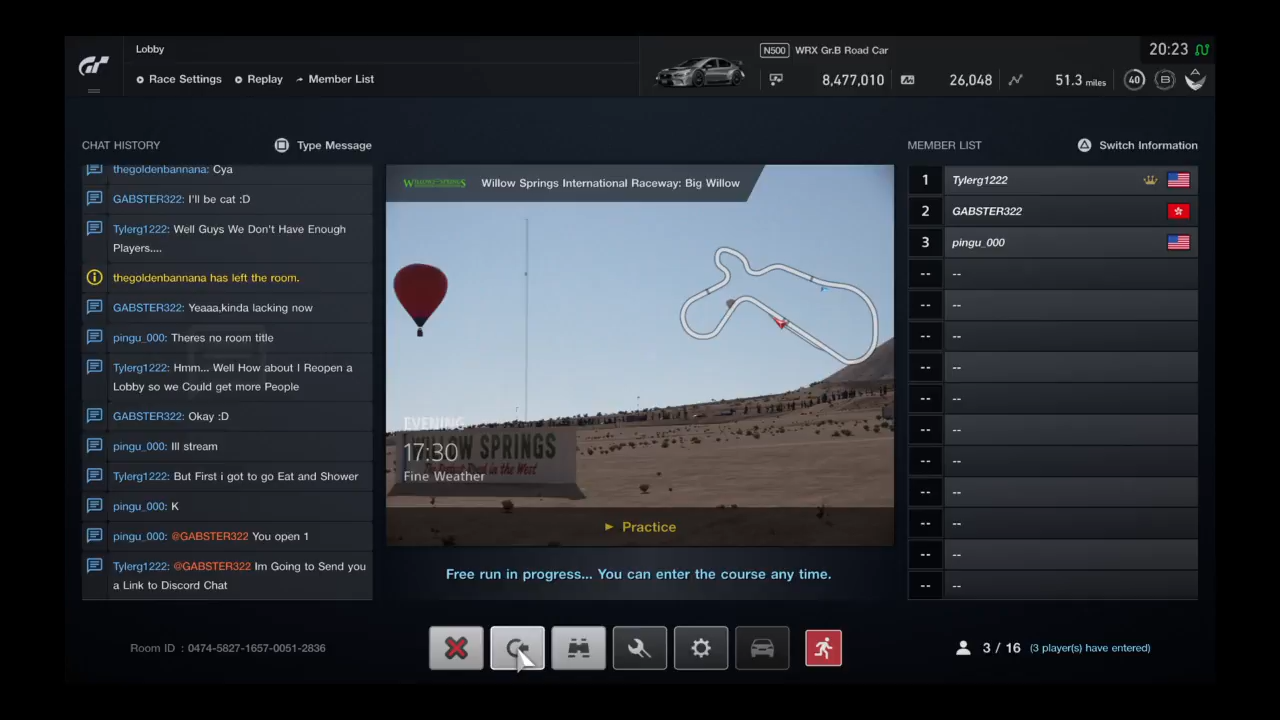 Lobby
Race Settings
Replay
Member List
N500 WRX Gr.B Road Car
8,477,010
26,048
51.3 miles
40
B
20:23
CHAT HISTORY
Type Message
thegoldenbannana: Cya
GABSTER322: I'll be cat :D
Tylerg1222: Well Guys We Don't Have Enough
Players....
thegoldenbannana has left the room.
GABSTER322: Yeaaa,kinda lacking now
pingu_000: Theres no room title
Tylerg1222: Hmm... Well How about I Reopen a
Lobby so we Could get more People
GABSTER322: Okay :D
pingu_000: Ill stream
Tylerg1222: But First i got to go Eat and Shower
pingu_000: K
pingu_000: @GABSTER322 You open 1
Tylerg1222: @GABSTER322 Im Going to Send you
a Link to Discord Chat
WILLOW SPRINGS
Willow Springs International Raceway: Big Willow
EVENING
WILLOW SPRINGS
17:30
in the West
Fine Weather
Practice
Free run in progress... You can enter the course any time.
MEMBER LIST
Switch Information
1 Tylerg1222
2 GABSTER322
3 pingu_000
-- --
-- --
-- --
-- --
-- --
-- --
-- --
-- --
-- --
-- --
-- --
Room ID : 0474-5827-1657-0051-2836
3 / 16 (3 player(s) have entered)